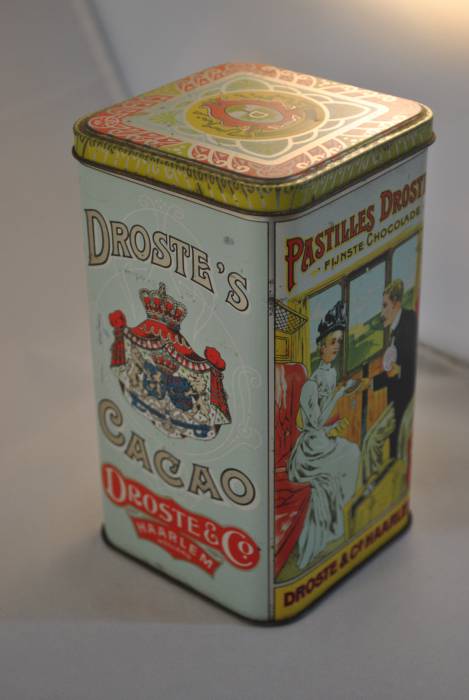 DROSTE'S
CACAO
DROSTE & Co
HAARLEM
PASTILLES DROSTE
FIJNSTE CHOCOLADE
DROSTE & Co HAARLEM